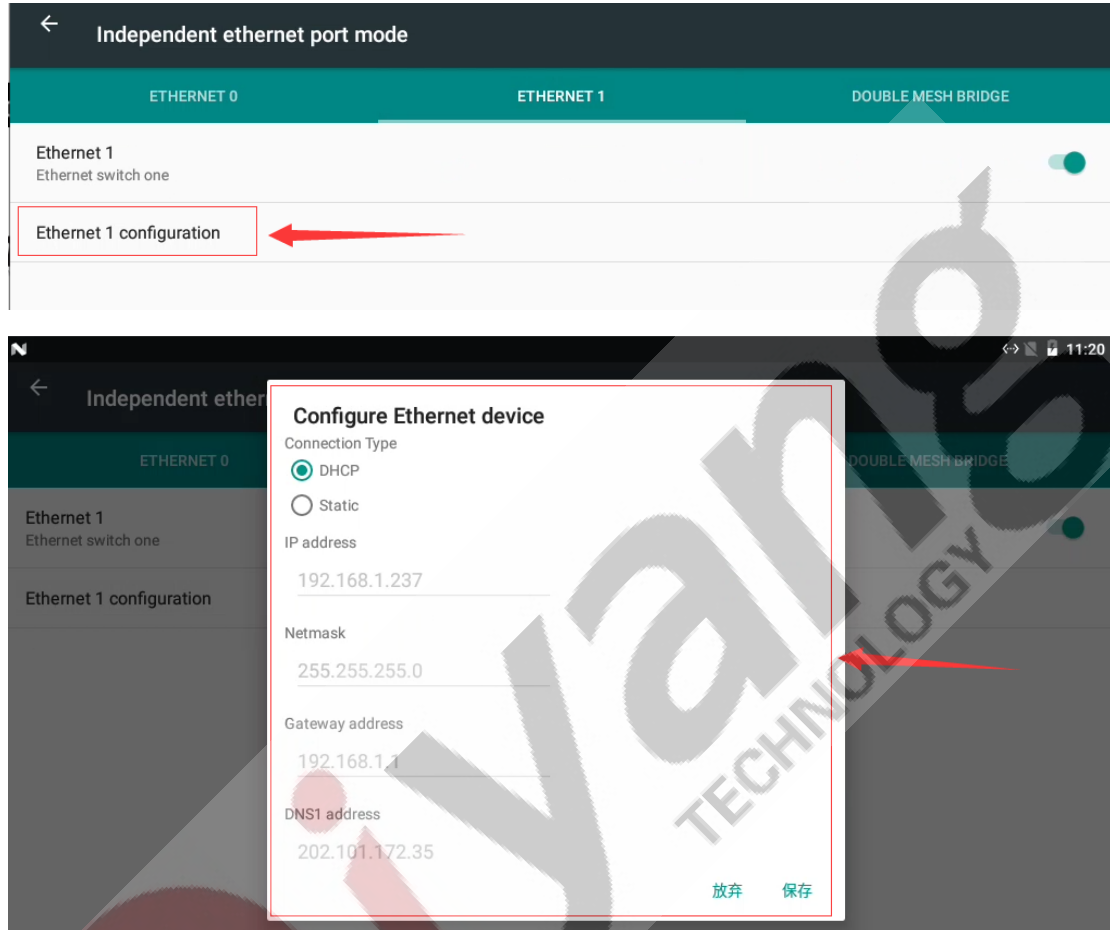 Independent ethernet port mode
ETHERNET 0 ETHERNET 1 DOUBLE MESH BRIDGE
Ethernet 1
Ethernet switch one
Ethernet 1 configuration
11:20
Independent ether
ETHERNET 0 DOUBLE MESH BRIDGE
Ethernet 1
Ethernet switch one
Ethernet 1 configuration
Configure Ethernet device
Connection Type
DHCP
Static
IP address
192.168.1.237
Netmask
255.255.255.0
Gateway address
192.168.1.1
DNS1 address
202.101.172.35
放弃 保存
iyang
TECHNOLOGY